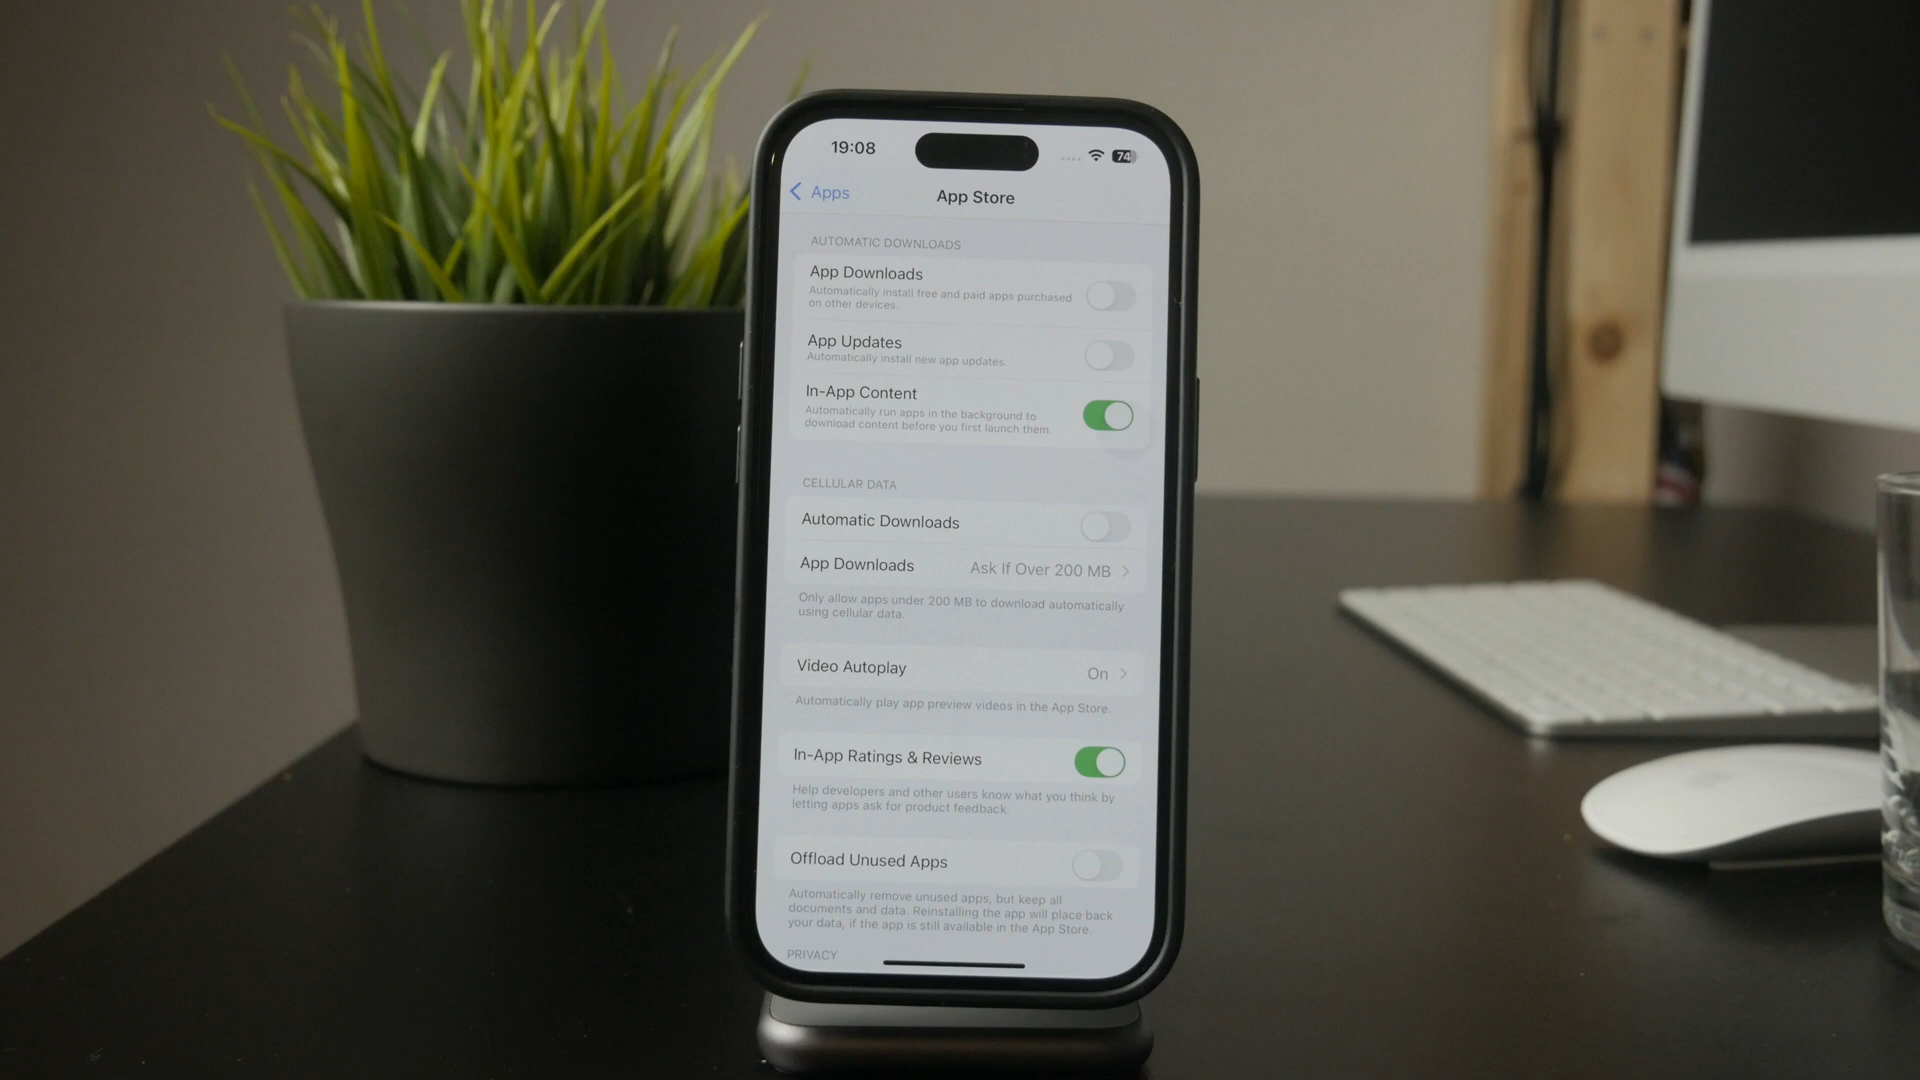 19:08
74
Apps
App Store
AUTOMATIC DOWNLOADS
App Downloads
Automatically install free and paid apps purchased
on other devices.
App Updates
Automatically install new app updates.
In-App Content
Automatically run apps in the background to
download content before you first launch them.
CELLULAR DATA
Automatic Downloads
App Downloads Ask If Over 200 MB
Only allow apps under 200 MB to download automatically
using cellular data.
Video Autoplay On
Automatically play app preview videos in the App Store.
In-App Ratings & Reviews
Help developers and other users know what you think by
letting apps ask for product feedback.
Offload Unused Apps
Automatically remove unused apps, but keep all
documents and data. Reinstalling the app will place back
your data, if the app is still available in the App Store.
PRIVACY